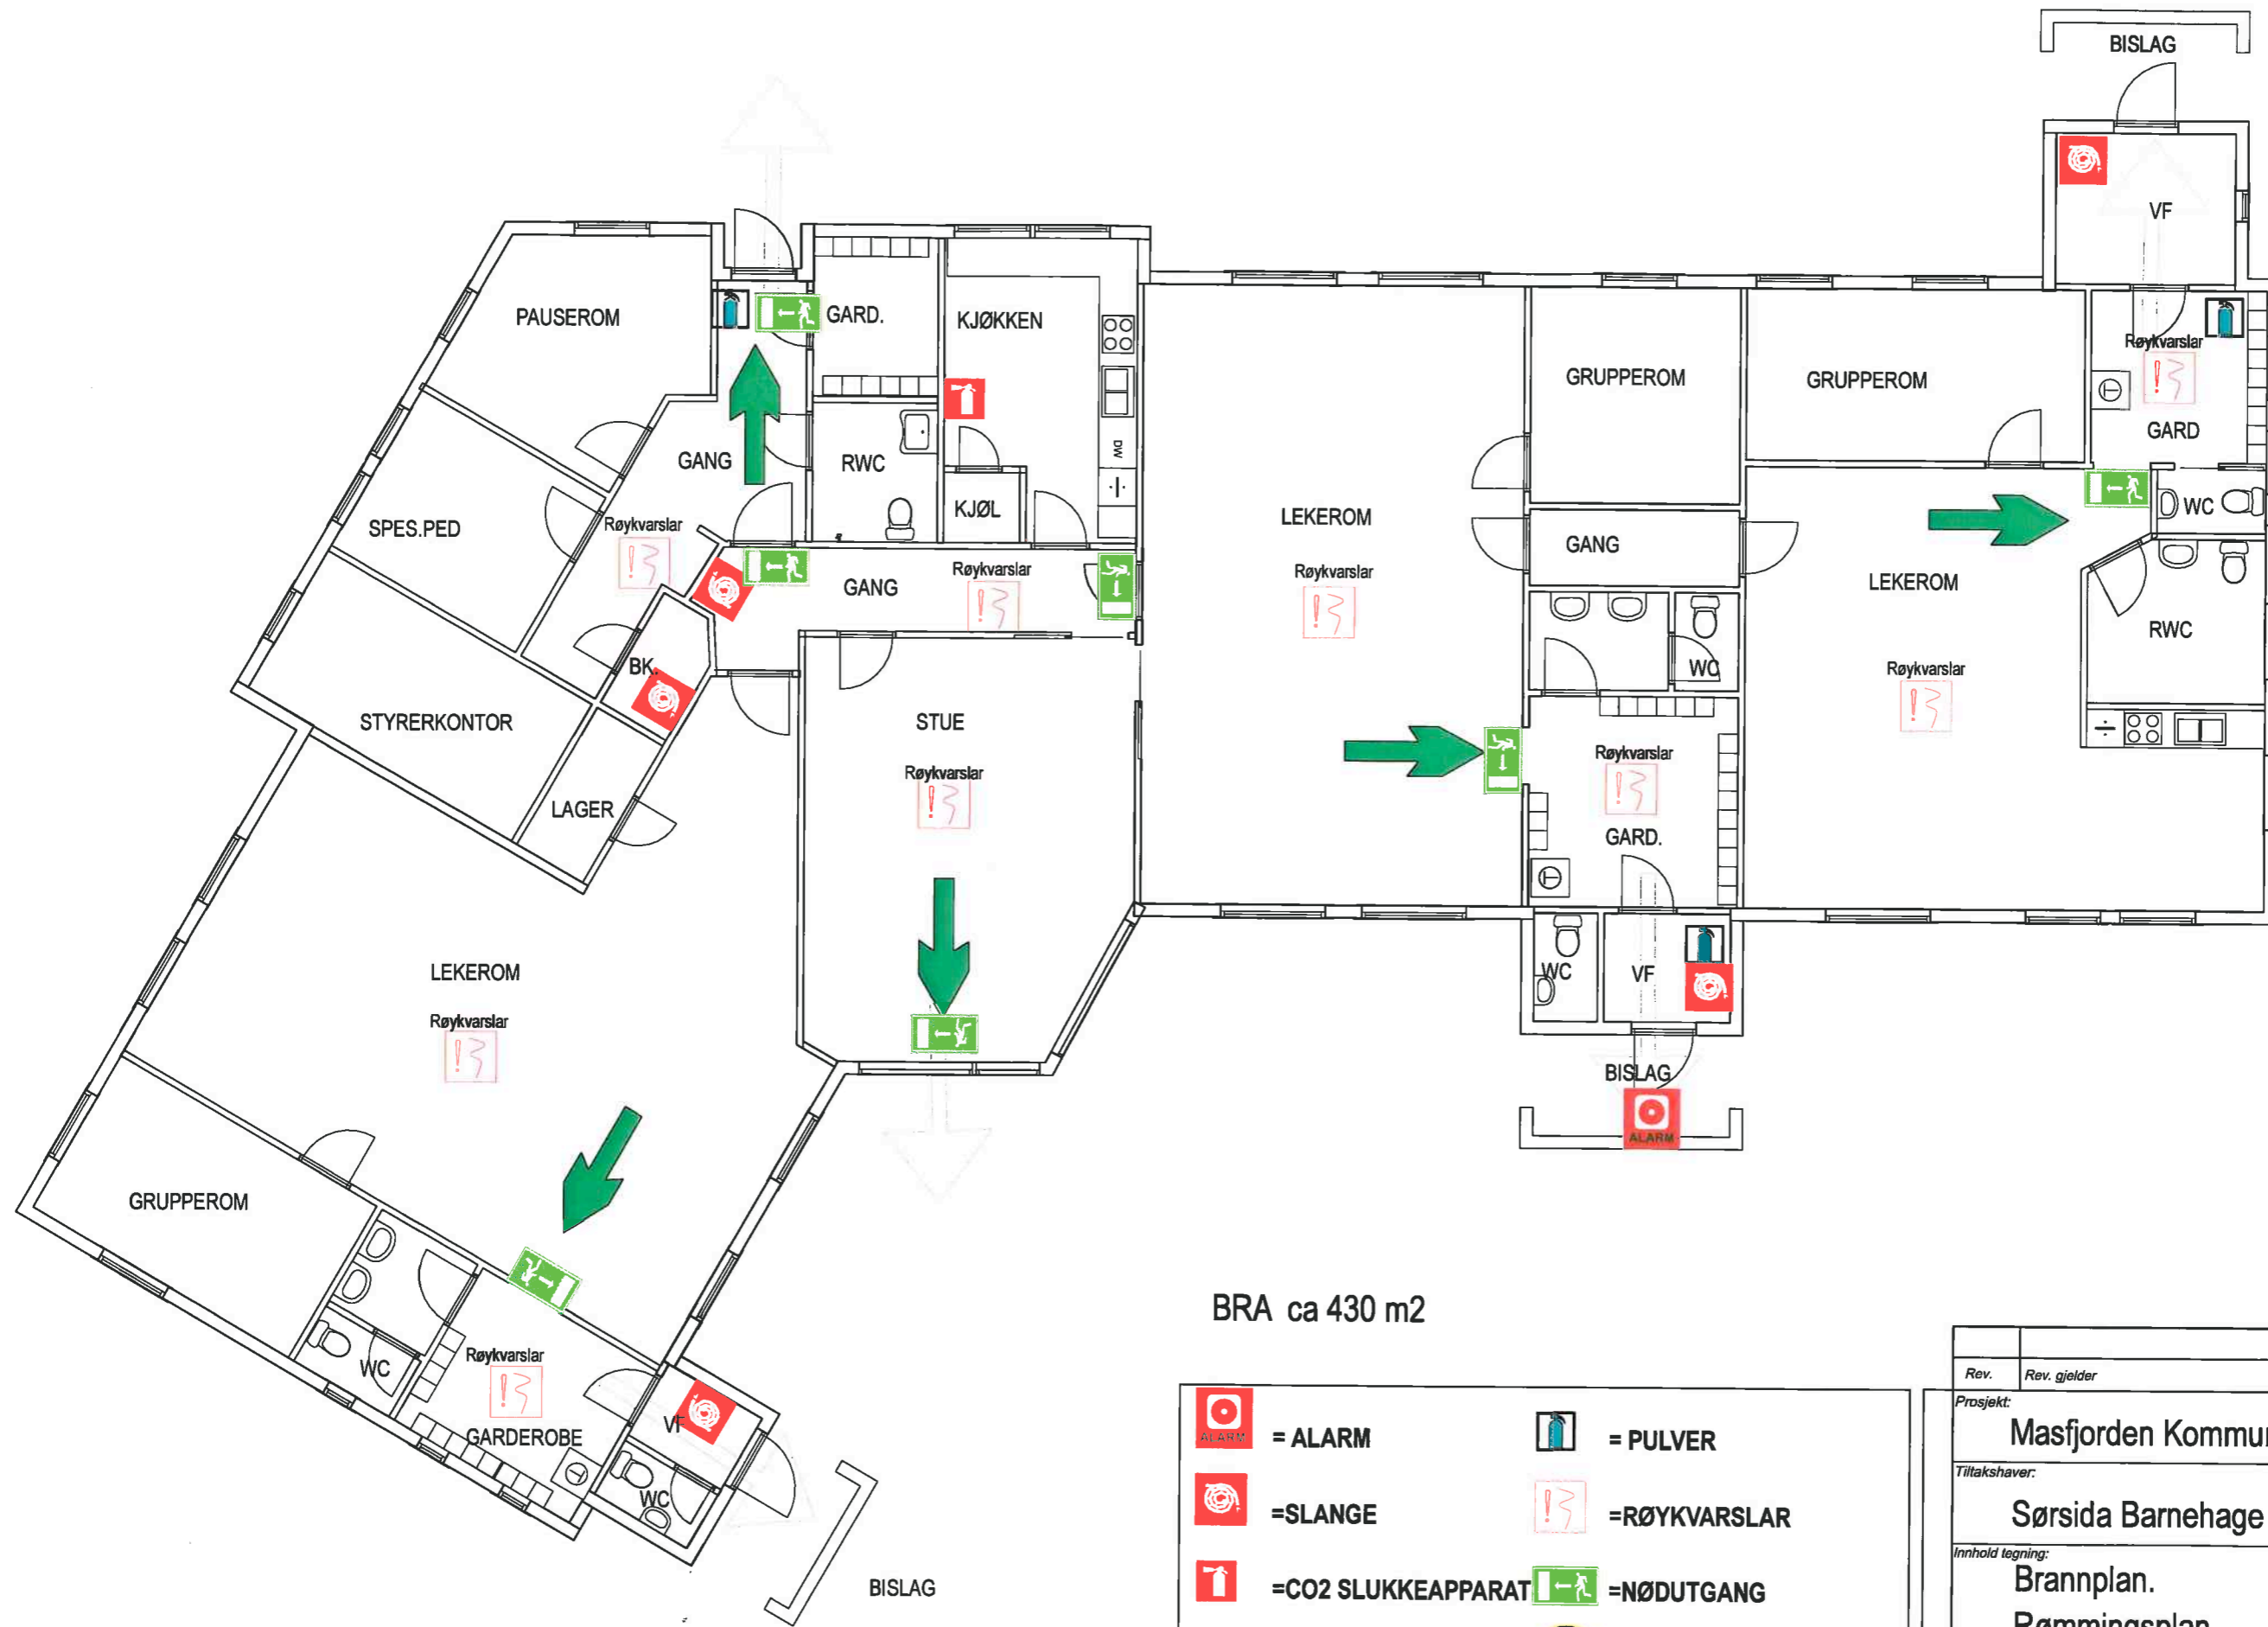 BISLAG
VF
PAUSEROM
GARD.
KJØKKEN
GRUPPEROM
GRUPPEROM
Røykvarslar
GARD
GANG
RWC
DW
KJØL
SPES.PED
Røykvarslar
LEKEROM
WC
GANG
GANG
Røykvarslar
Røykvarslar
LEKEROM
RWC
BK.
WC
Røykvarslar
STYRERKONTOR
STUE
Røykvarslar
Røykvarslar
LAGER
GARD.
LEKEROM
Røykvarslar
WC
VF
BISLAG
ALARM
GRUPPEROM
WC
Røykvarslar
GARDEROBE
VF
WC
BISLAG
BRA ca 430 m2
ALARM
= ALARM
= PULVER
=SLANGE
=RØYKVARSLAR
=CO2 SLUKKEAPPARAT
=NØDUTGANG
Rev.
Rev. gjelder
Prosjekt:
Masfjorden Kommu
Tiltakshaver:
Sørsida Barnehage
Innhold tegning:
Brannplan.
Rømmingsplan